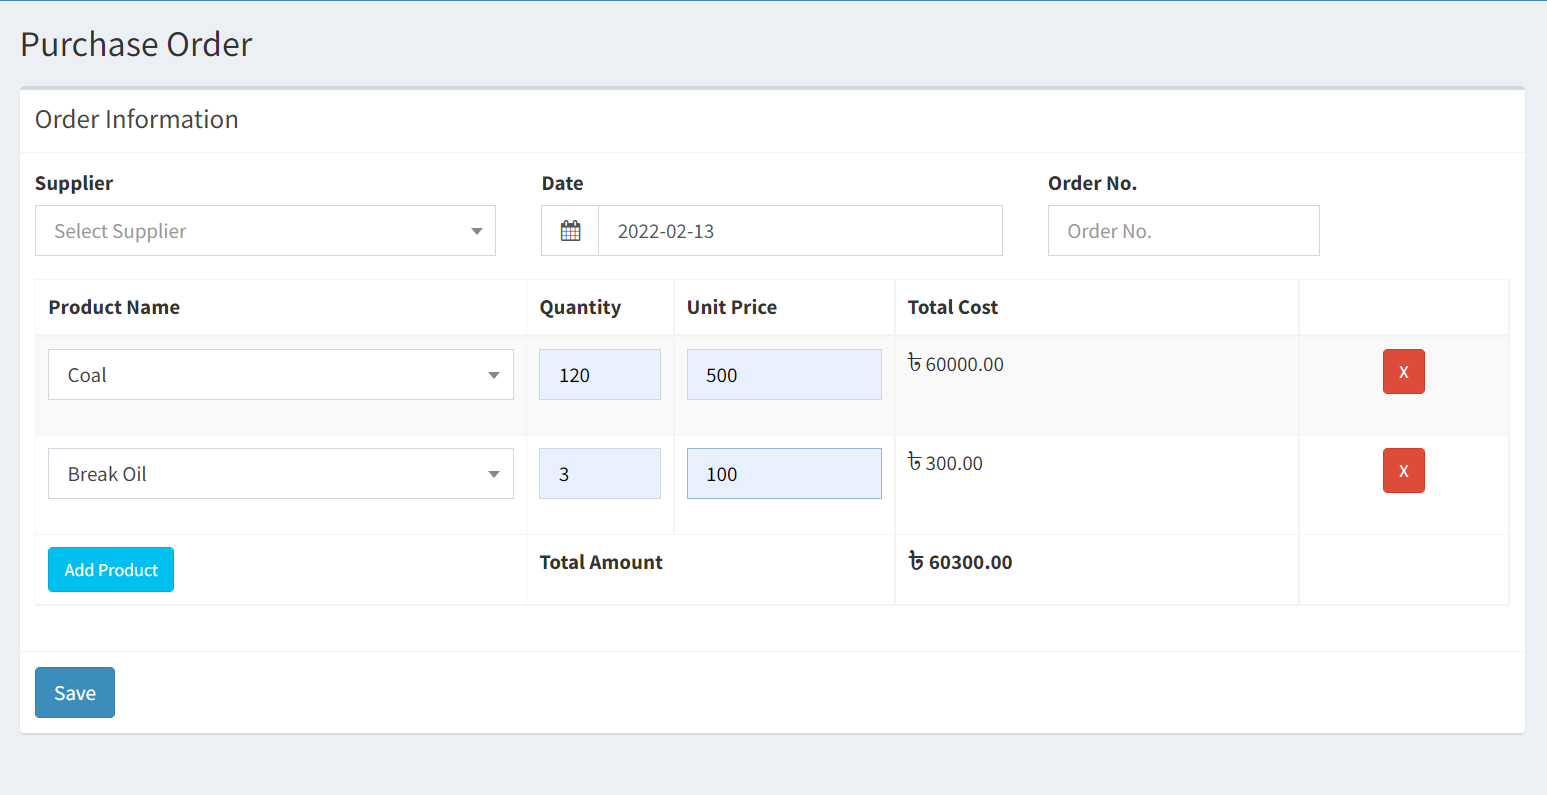 Purchase Order
Order Information
Supplier Date Order No.
Select Supplier 2022-02-13 Order No.
Product Name Quantity Unit Price Total Cost
Coal 120 500 ৳ 60000.00 X
Break Oil 3 100 ৳ 300.00 X
Add Product Total Amount ৳ 60300.00
Save